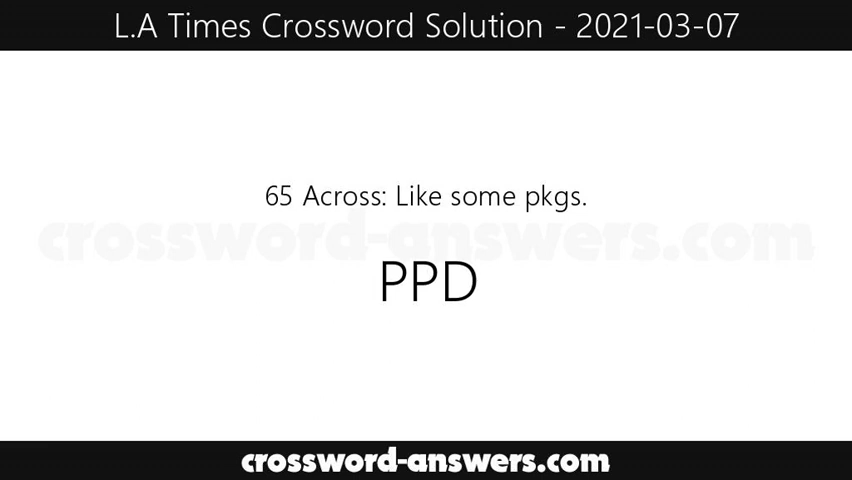 L.A Times Crossword Solution - 2021-03-07
65 Across: Like some pkgs.
crossword-answers.com
PPD
crossword-answers.com